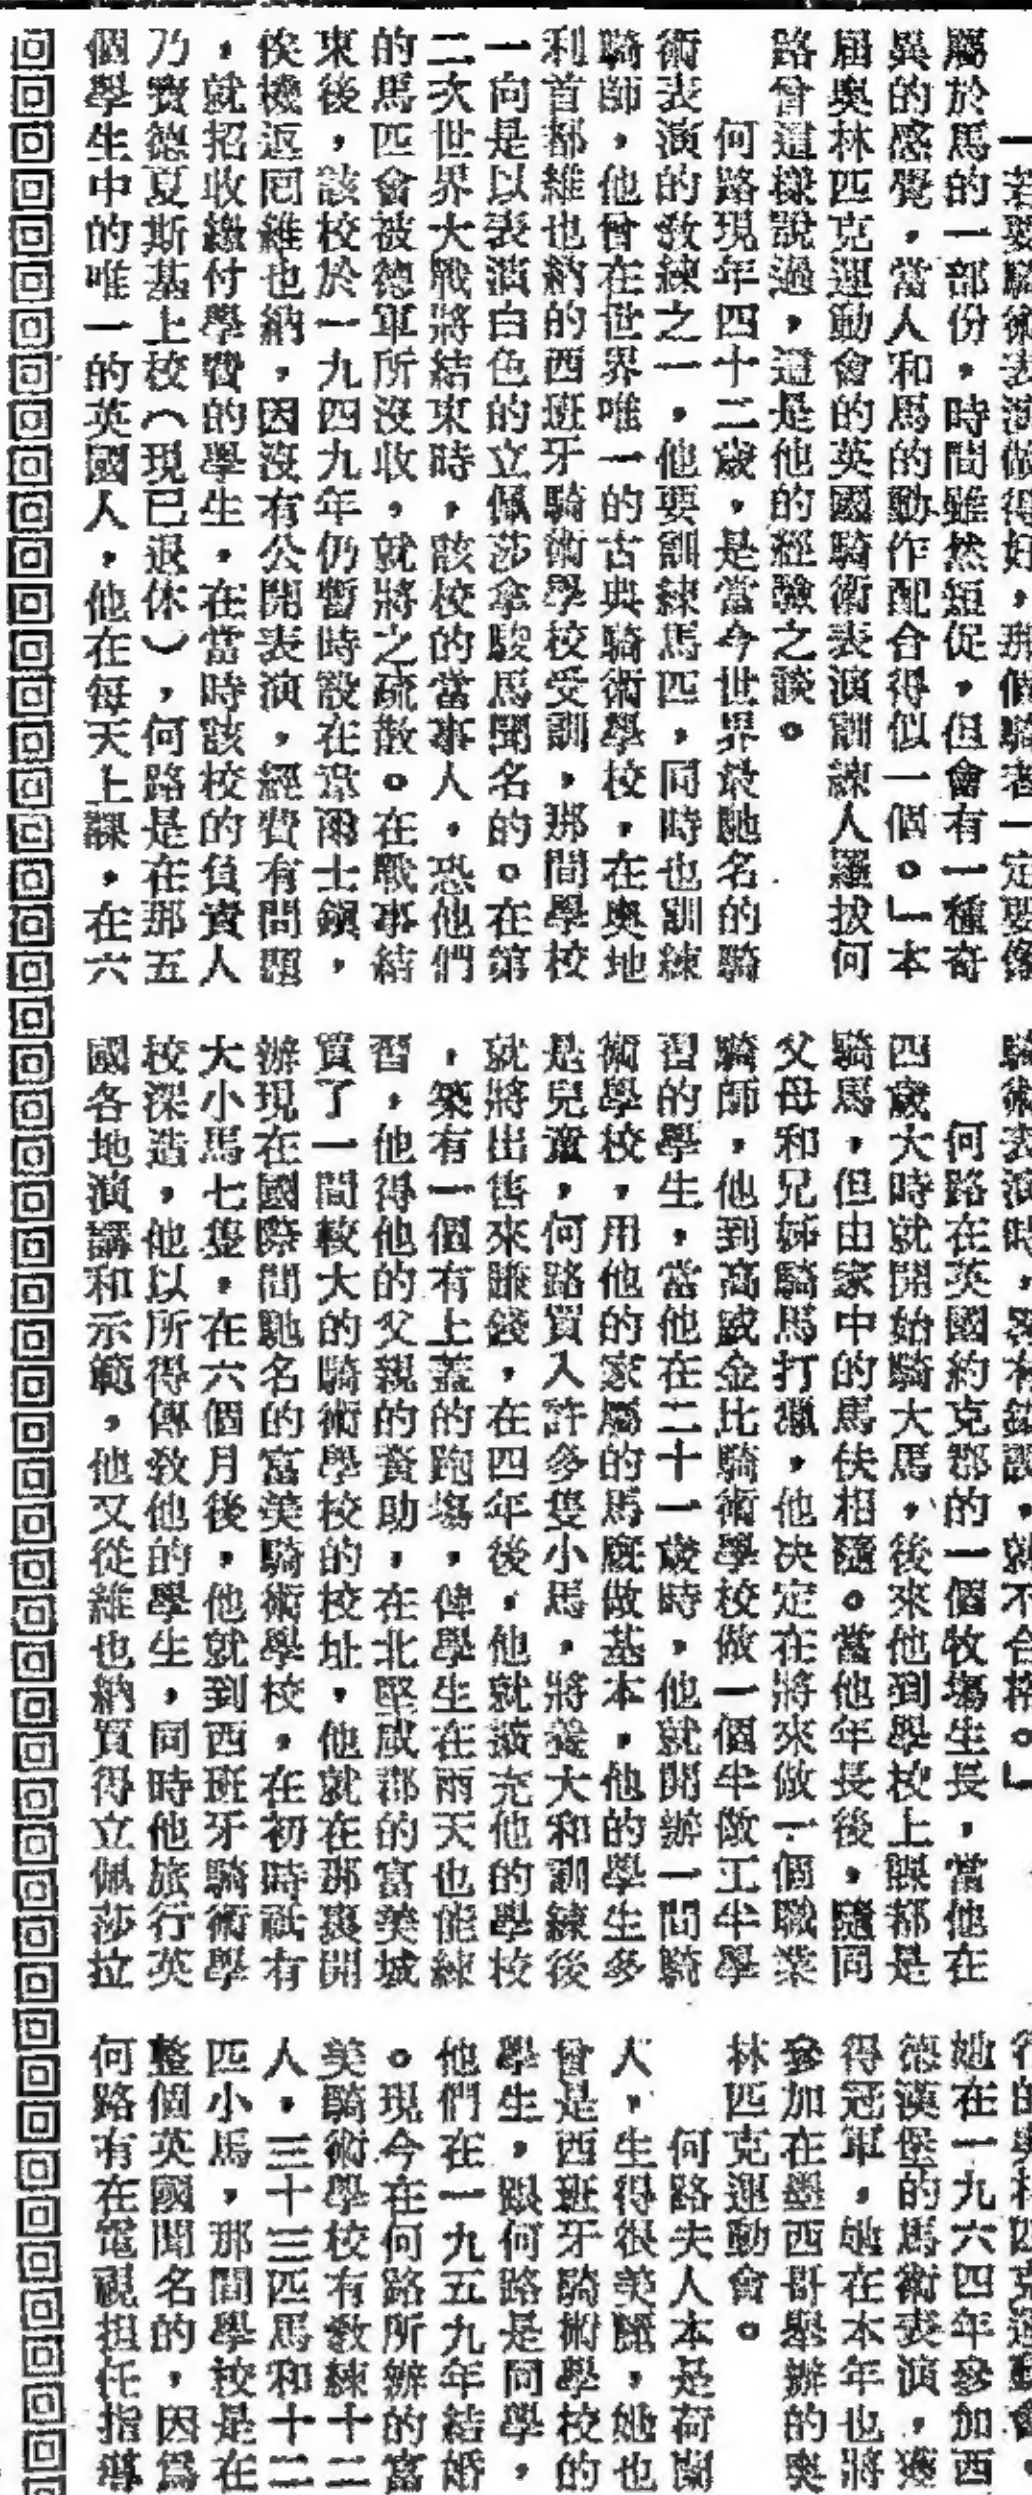 「若要騎術表演做得好，那個騎者一定要像
屬於馬的一部份，時間雖然短促，但會有一種奇
異的感覺，當人和馬的動作配合得似一個。」本
屆奧林匹克運動會的英國騎術表演訓練人羅拔何
路曾這樣說過，這是他的經驗之談。
何路現年四十二歲，是當今世界最馳名的騎
術表演的教練之一，他要訓練馬匹，同時也訓練
騎師，他曾在世界唯一的古典騎術學校，在奧地
利首都維也納的西班牙騎術學校受訓，那間學校
一向是以表演白色的立佩莎拿駿馬聞名的。在第
二次世界大戰將結束時，該校的當事人，恐他們
的馬匹會被德軍所沒收，就將之疏散。在戰事結
束後，該校於一九四九年仍暫時設在韋爾士鎮，
俟機返回維也納，因沒有公開表演，經費有問題
，就招收繳付學費的學生，在當時該校的負責人
乃賓德夏斯基上校（現已退休），何路是在那五
個學生中的唯一的英國人，他在每天上課，在六
騎術表演時，就不合格。」
何路在英國約克郡的一個牧場生長，當他在
四歲大時就開始騎大馬，後來他到學校上課都是
騎馬，但由家中的馬伕相隨。當他年長後，隨同
父母和兄姊騎馬打獵，他決定在將來做一個職業
騎師，他到高威金比騎術學校做一個半做工半學
習的學生，當他在二十一歲時，他就開辦一間騎
術學校，用他的家屬的馬廐做基本，他的學生多
是兒童，何路買入許多隻小馬，將養大和訓練後
就將出售來賺錢，在四年後，他就擴充他的學校
，築有一個有上蓋的跑場，俾學生在雨天也能練
習，他得他的父親的資助，在北堅威郡的富美城
買了一間較大的騎術學校的校址，他就在那裏開
辦現在國際間馳名的富美騎術學校，在初時祇有
大小馬七隻，在六個月後，他就到西班牙騎術學
校深造，他以所得傳教他的學生，同時他旅行英
國各地演講和示範，他又從維也納買得立佩莎拉
行的奧林匹克運動會，
她在一九六四年參加西
德漢堡的馬術表演，獲
得冠軍，她在本年也將
參加在墨西哥舉辦的奧
林匹克運動會。
何路夫人本是荷蘭
人，生得很美麗，她也
曾是西班牙騎術學校的
學生，跟何路是同學，
他們在一九五九年結婚
。現今在何路所辦的富
美騎術學校有教練十二
人，三十三匹馬和十二
匹小馬，那間學校是在
整個英國聞名的，因為
何路有在電視担任指導